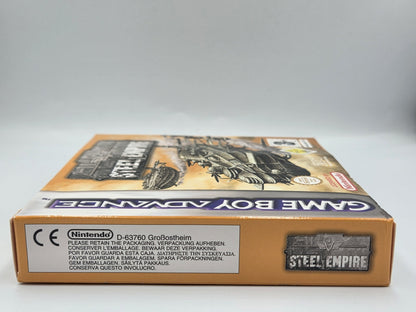 STEEL EMPIRE
Nintendo
GAME BOY ADVANCE
CE
Nintendo D-63760 Großostheim
PLEASE RETAIN THE PACKAGING. VERPACKUNG AUFHEBEN.
CONSERVER L'EMBALLAGE. BEWAAR DEZE VERPAKKING.
POR FAVOR GUARDA ESTA CAJA. ΔΙΑΤΗΡΗΣΤΕ ΤΗΝ ΣΥΣΚΕΥΑΣΙΑ.
FAVOR GUARDAR A EMBALAGEM. SPARA FÖRPACKNINGEN.
GEM EMBALLAGEN. SÄILYTÄ PAKKAUS.
CONSERVA QUESTO INVOLUCRO.
STEEL EMPIRE